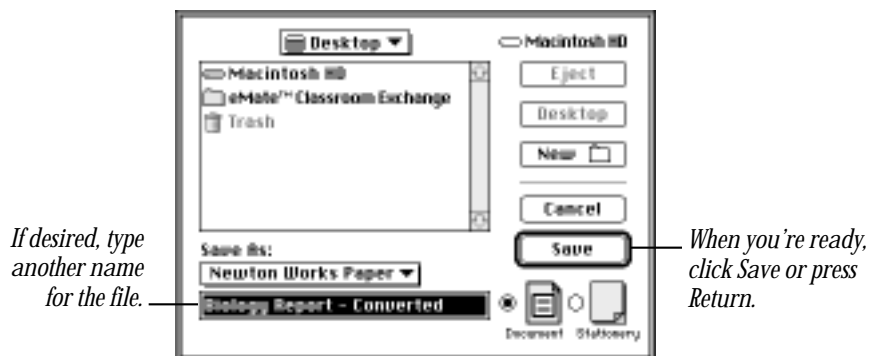 Desktop
Macintosh HD
Macintosh HD
eMate™ Classroom Exchange
Trash
Eject
Desktop
New
Cancel
Save
Save As:
Newton Works Paper
Biology Report - Converted
Document Stationery
If desired, type
another name
for the file.
When you're ready,
click Save or press
Return.